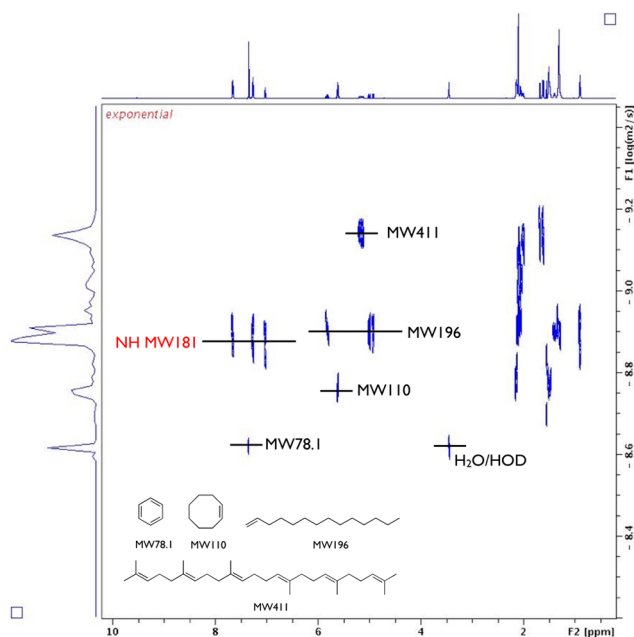 exponential
F1 [log(m2/s)]
- 9.2
MW411
- 9.0
NH MW181
MW196
- 8.8
MW110
MW78.1
- 8.6
H₂O/HOD
MW78.1 MW110 MW196
- 8.4
MW411
10 8 6 4 2 F2 [ppm]